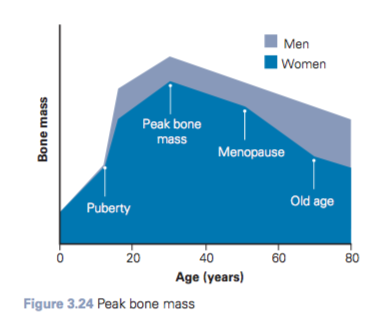 Men
Women
Bone mass
Peak bone
mass
Menopause
Puberty
Old age
0
20
40
60
80
Age (years)
Figure 3.24 Peak bone mass